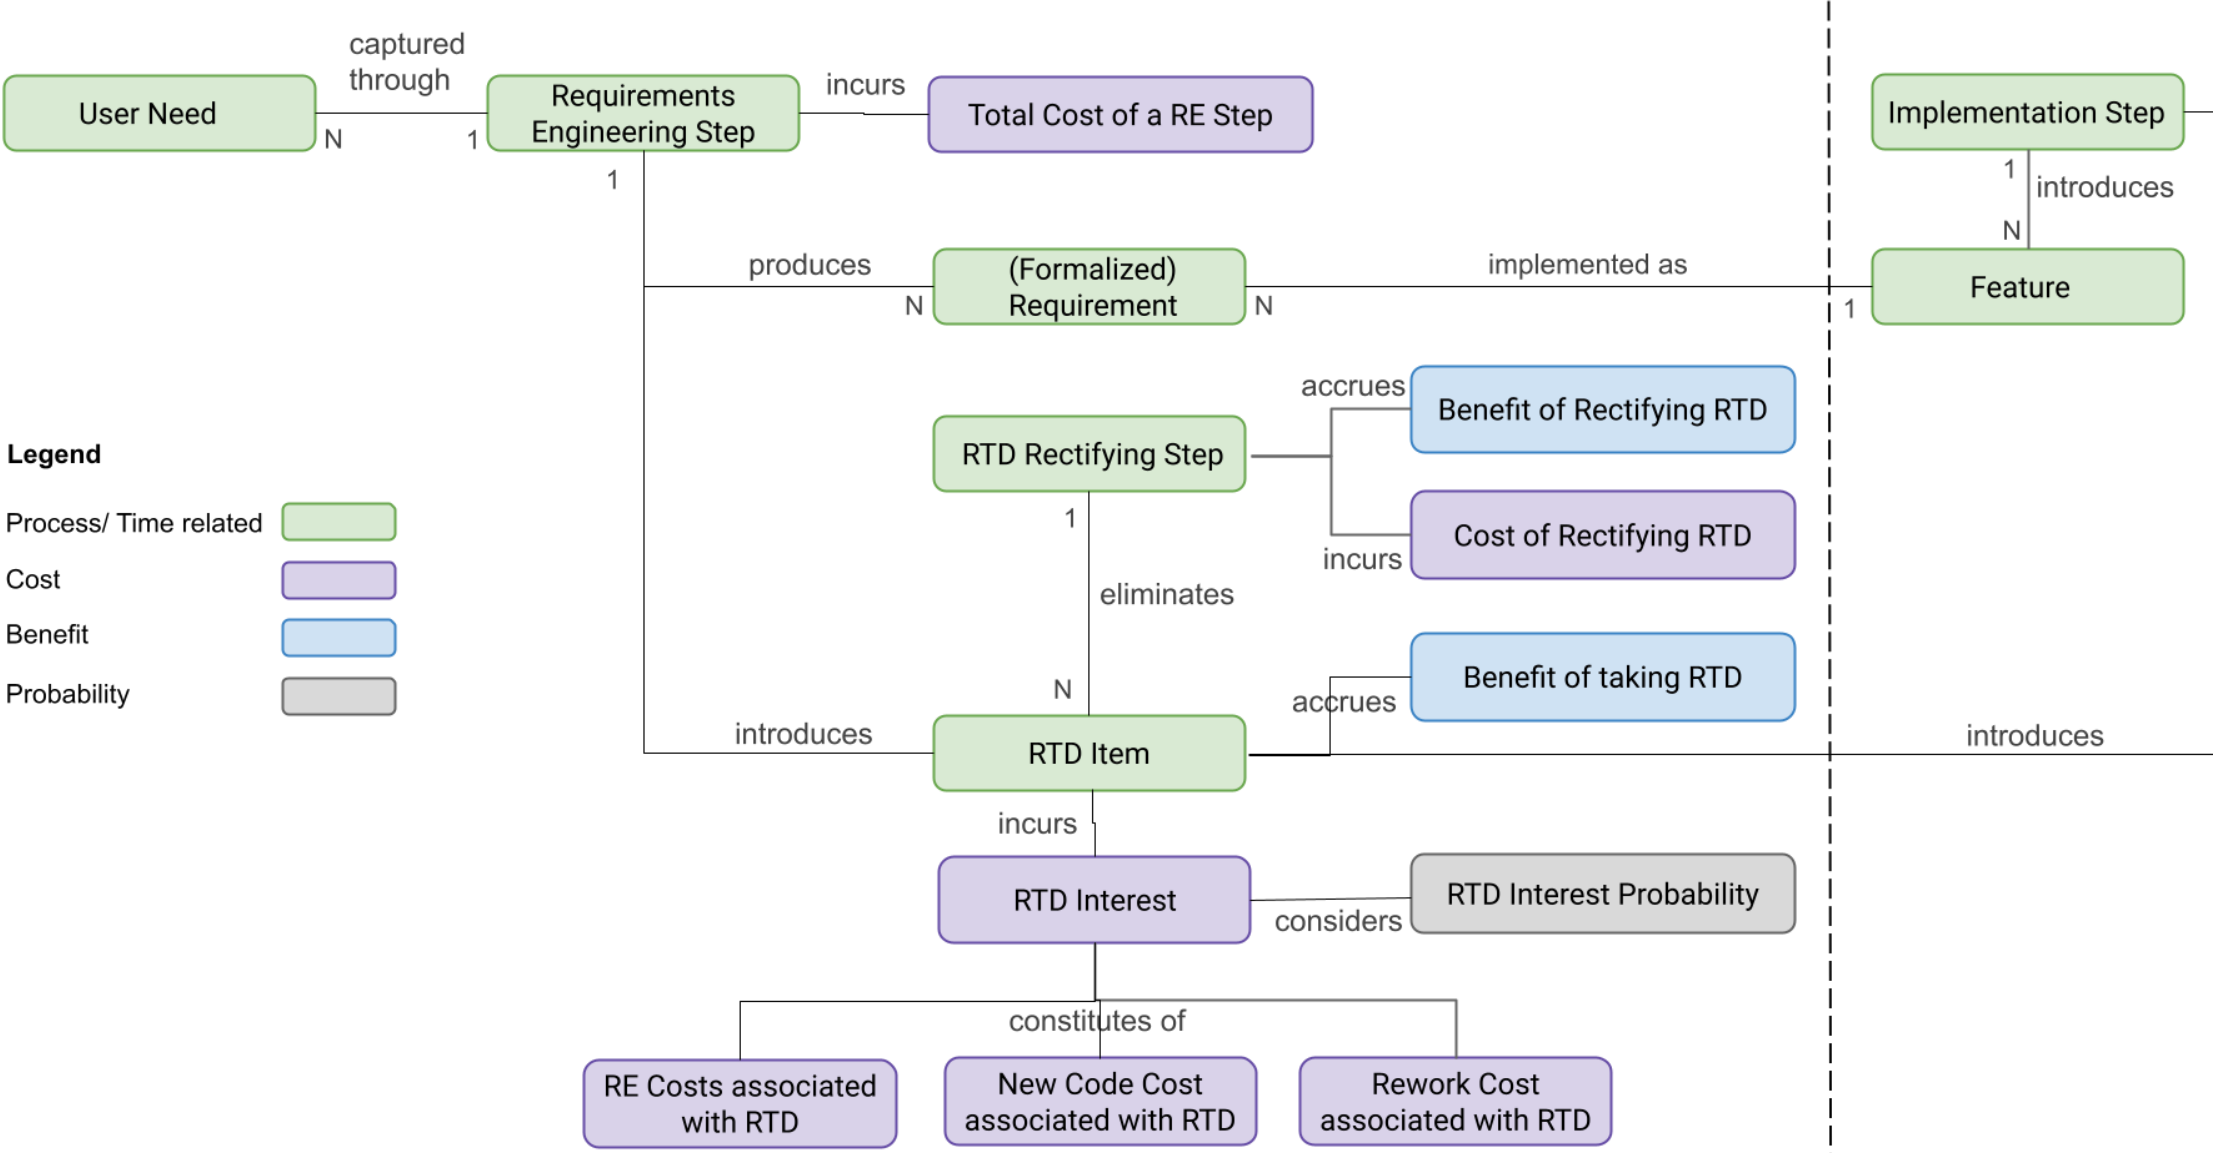 captured
through
User Need
N
1
Requirements
Engineering Step
incurs
Total Cost of a RE Step
Implementation Step
1
introduces
N
1
produces
N
(Formalized)
Requirement
N
implemented as
1
Feature
accrues
Benefit of Rectifying RTD
RTD Rectifying Step
Cost of Rectifying RTD
incurs
1
eliminates
N
Legend
Process/ Time related
Cost
Benefit
Probability
Benefit of taking RTD
accrues
introduces
RTD Item
introduces
incurs
RTD Interest
considers
RTD Interest Probability
constitutes of
RE Costs associated
with RTD
New Code Cost
associated with RTD
Rework Cost
associated with RTD